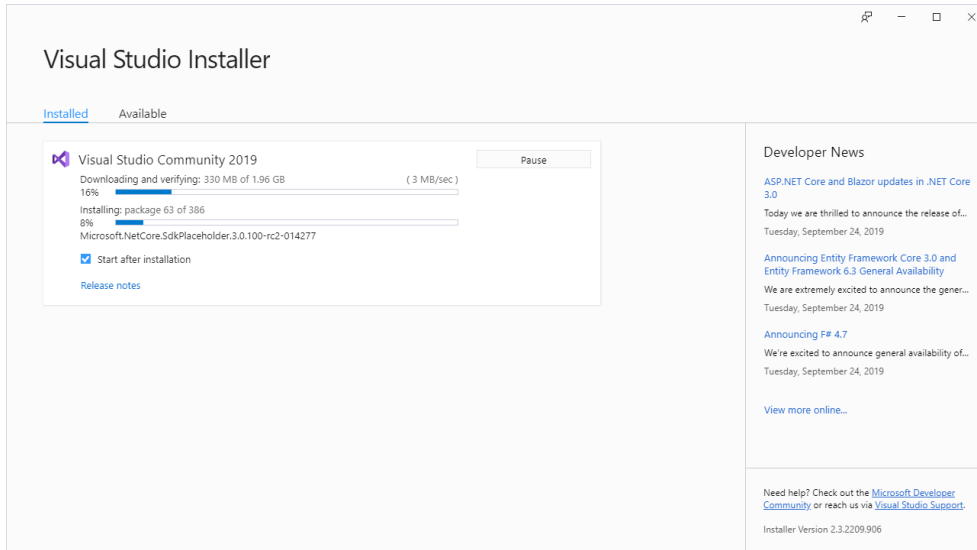 Visual Studio Installer
Installed Available
Visual Studio Community 2019
Pause
Downloading and verifying: 330 MB of 1.96 GB ( 3 MB/sec )
16%
Installing: package 63 of 386
8%
Microsoft.NetCore.SdkPlaceholder.3.0.100-rc2-014277
Start after installation
Release notes
Developer News
ASP.NET Core and Blazor updates in .NET Core
3.0
Today we are thrilled to announce the release of...
Tuesday, September 24, 2019
Announcing Entity Framework Core 3.0 and
Entity Framework 6.3 General Availability
We are extremely excited to announce the gener...
Tuesday, September 24, 2019
Announcing F# 4.7
We're excited to announce general availability of...
Tuesday, September 24, 2019
View more online...
Need help? Check out the Microsoft Developer
Community or reach us via Visual Studio Support.
Installer Version 2.3.2209.906